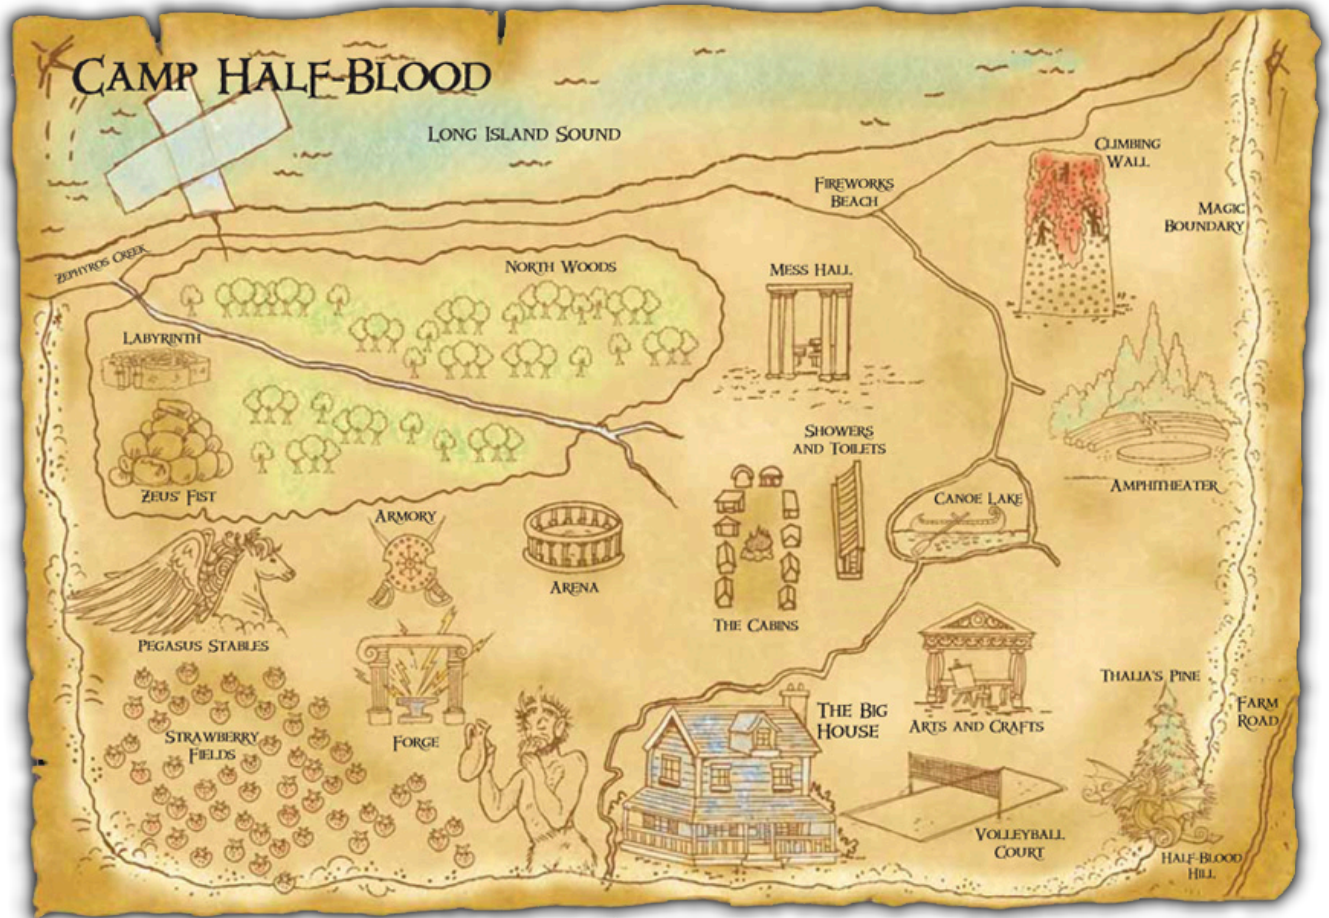 Camp Half-Blood
Long Island Sound
Climbing
Wall
Fireworks
Beach
Magic
Boundary
Zephyros Creek
North Woods
Mess Hall
Labyrinth
Showers
and Toilets
Zeus' Fist
Canoe Lake
Amphitheater
Armory
Arena
The Cabins
Pegasus Stables
Thalia's Pine
Farm
Road
The Big
House
Arts and Crafts
Strawberry
Fields
Forge
Volleyball
Court
Half-Blood
Hill